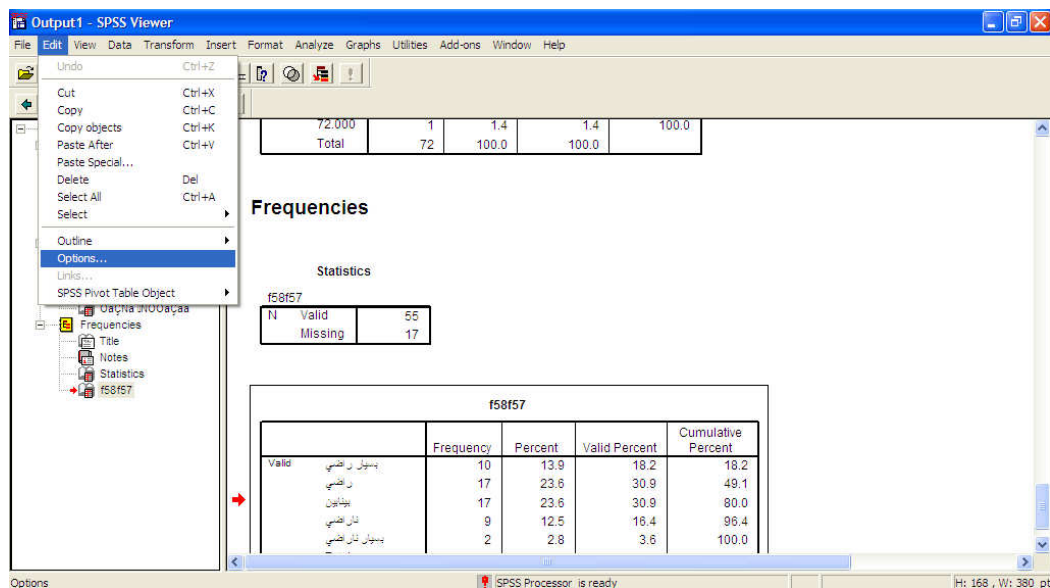 Output1 - SPSS Viewer
File Edit View Data Transform Insert Format Analyze Graphs Utilities Add-ons Window Help
Undo Ctrl+Z
Cut Ctrl+X
Copy Ctrl+C
Copy objects Ctrl+K
Paste After Ctrl+V
Paste Special...
Delete Del
Select All Ctrl+A
Select
Outline
Options...
Links...
SPSS Pivot Table Object
Frequencies
Title
Notes
Statistics
f58f57
72.000 1 1.4 1.4 100.0
Total 72 100.0 100.0
Frequencies
Statistics
f58f57
N Valid 55
Missing 17
f58f57
Frequency Percent Valid Percent Cumulative Percent
Valid بسيار راضي 10 13.9 18.2 18.2
راضي 17 23.6 30.9 49.1
بينابين 17 23.6 30.9 80.0
ناراضي 9 12.5 16.4 96.4
بسيار ناراضي 2 2.8 3.6 100.0
Options
SPSS Processor is ready
H: 168 , W: 380 pt